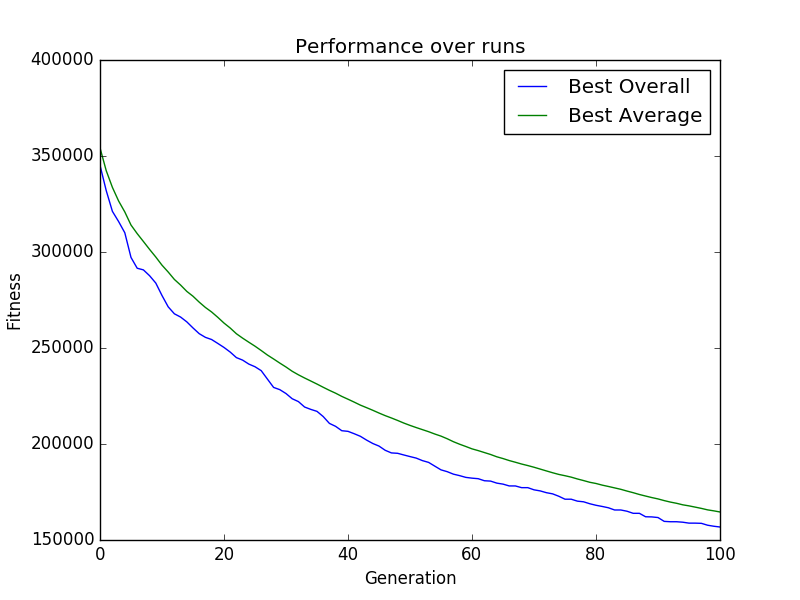 Performance over runs
400000
350000
300000
250000
200000
150000
Fitness
Best Overall
Best Average
0 20 40 60 80 100
Generation